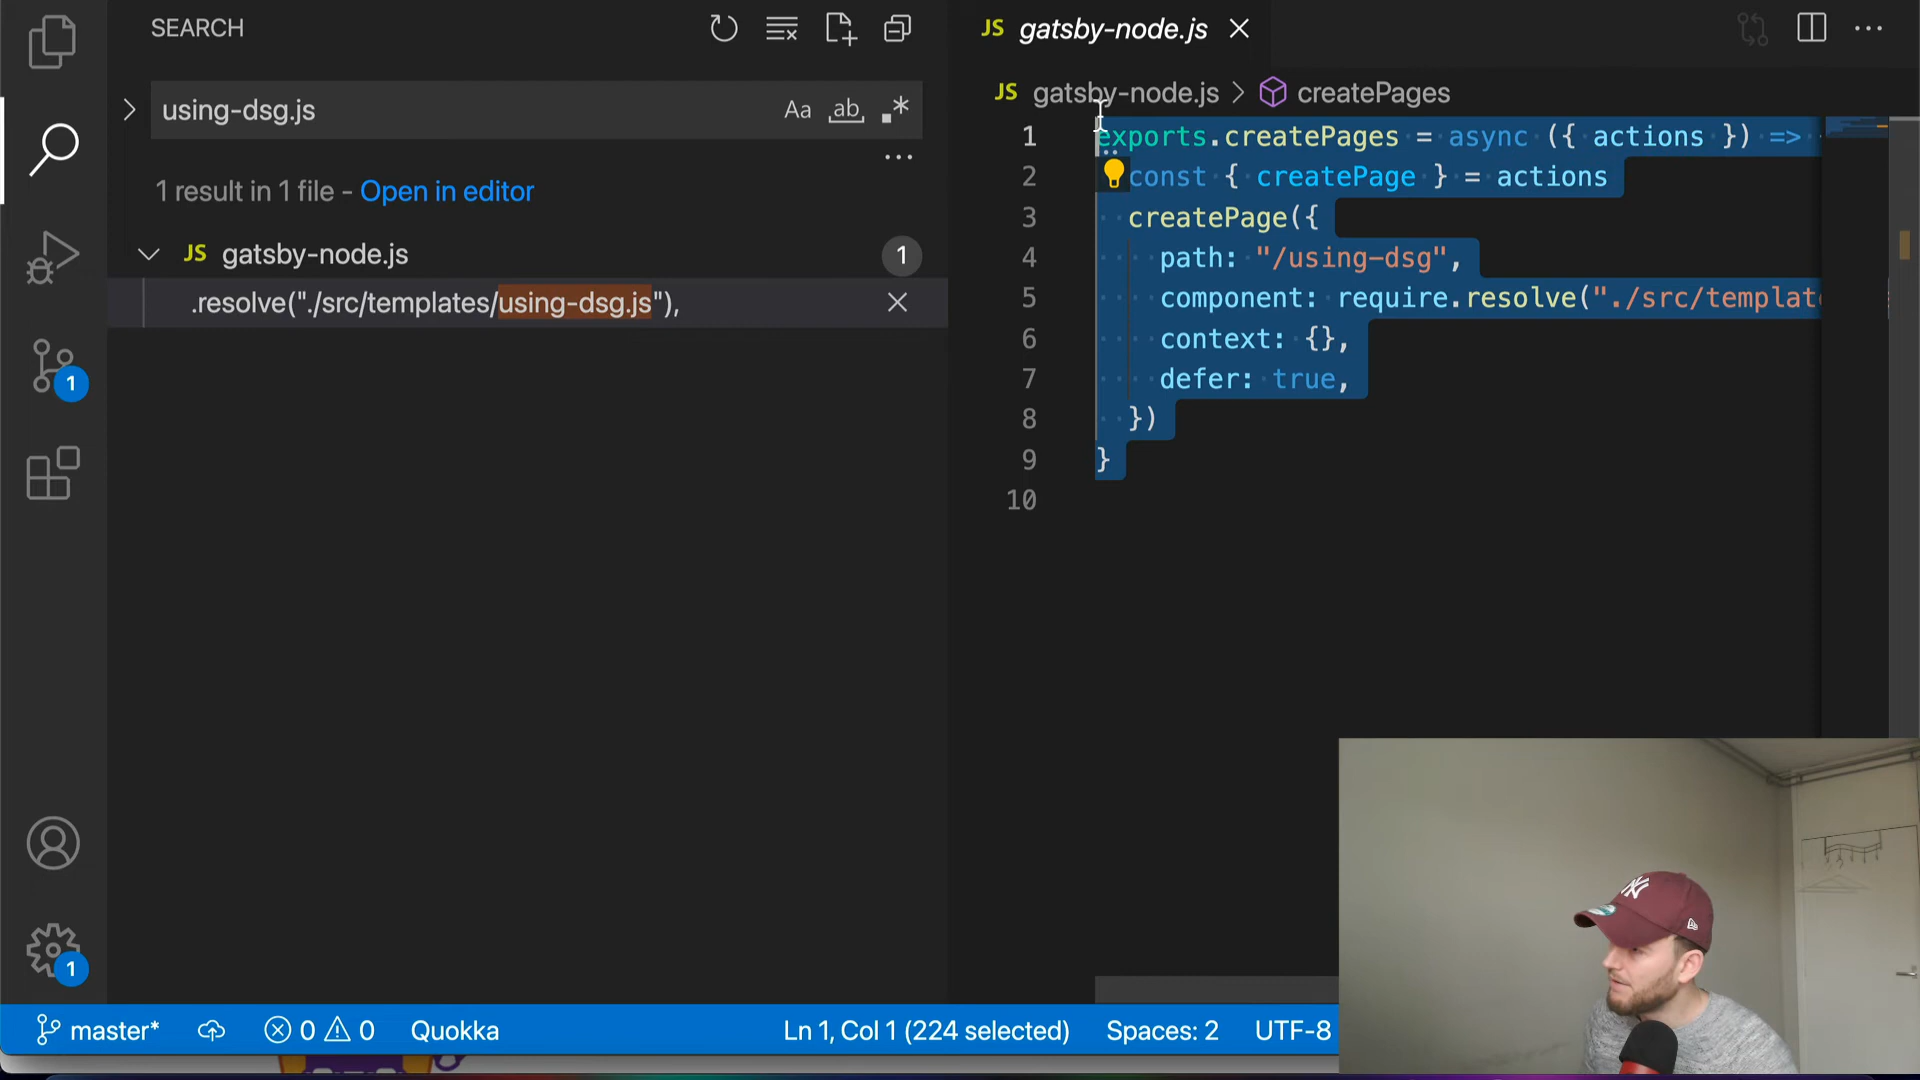 SEARCH
using-dsg.js
Aa ab .*
1 result in 1 file - Open in editor
JS gatsby-node.js 1
.resolve("./src/templates/using-dsg.js"),
JS gatsby-node.js
JS gatsby-node.js > createPages
1 exports.createPages = async ({ actions }) =>
2 const { createPage } = actions
3 createPage({
4 path: "/using-dsg",
5 component: require.resolve("./src/templat
6 context: {},
7 defer: true,
8 })
9 }
10
1
1
master* 0 0 Quokka Ln 1, Col 1 (224 selected) Spaces: 2 UTF-8